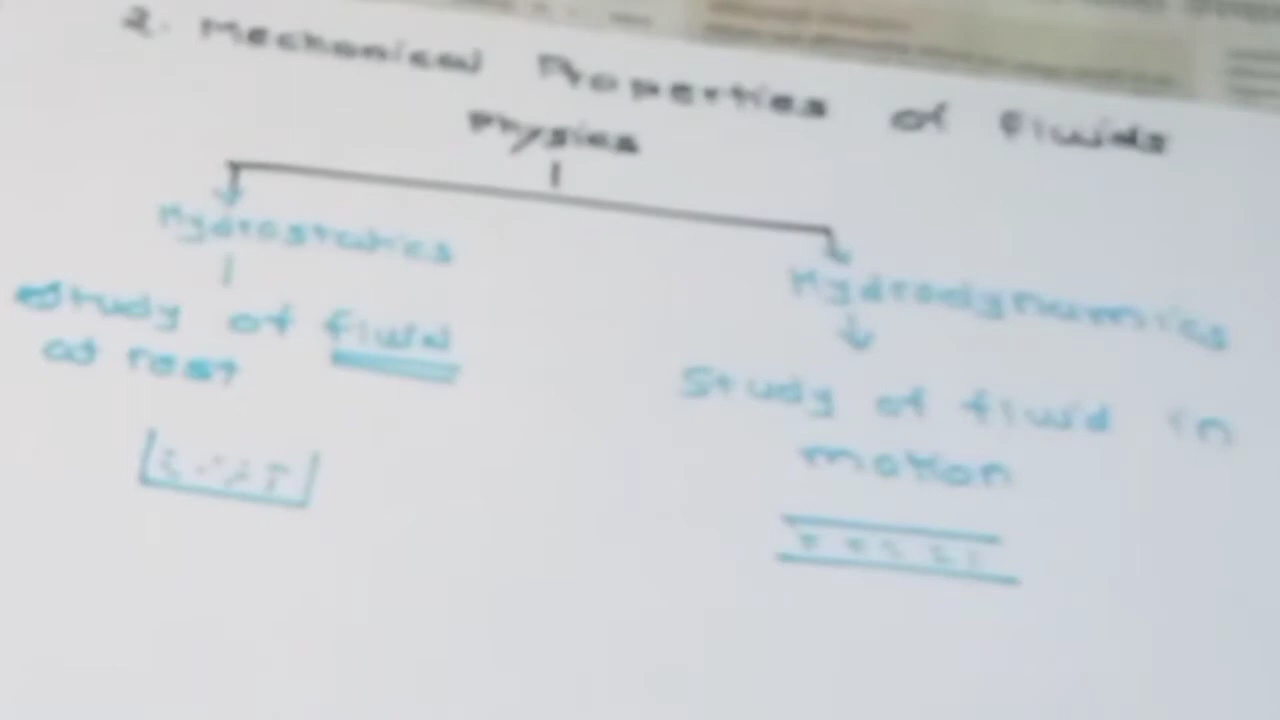 2. Mechanical Properties of Fluids
Physics
Hydrostatics
Hydrodynamics
Study of fluid
at rest
Study of fluid in
motion